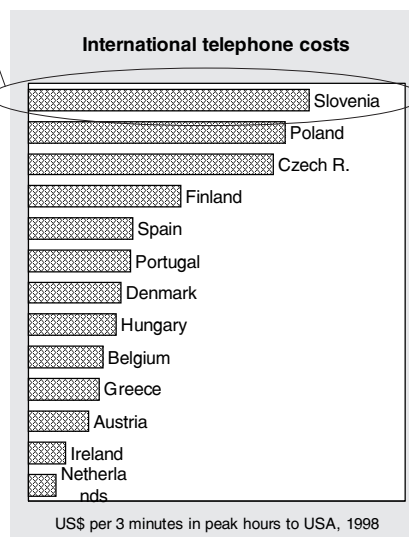 International telephone costs
Slovenia
Poland
Czech R.
Finland
Spain
Portugal
Denmark
Hungary
Belgium
Greece
Austria
Ireland
Netherla
nds
US$ per 3 minutes in peak hours to USA, 1998